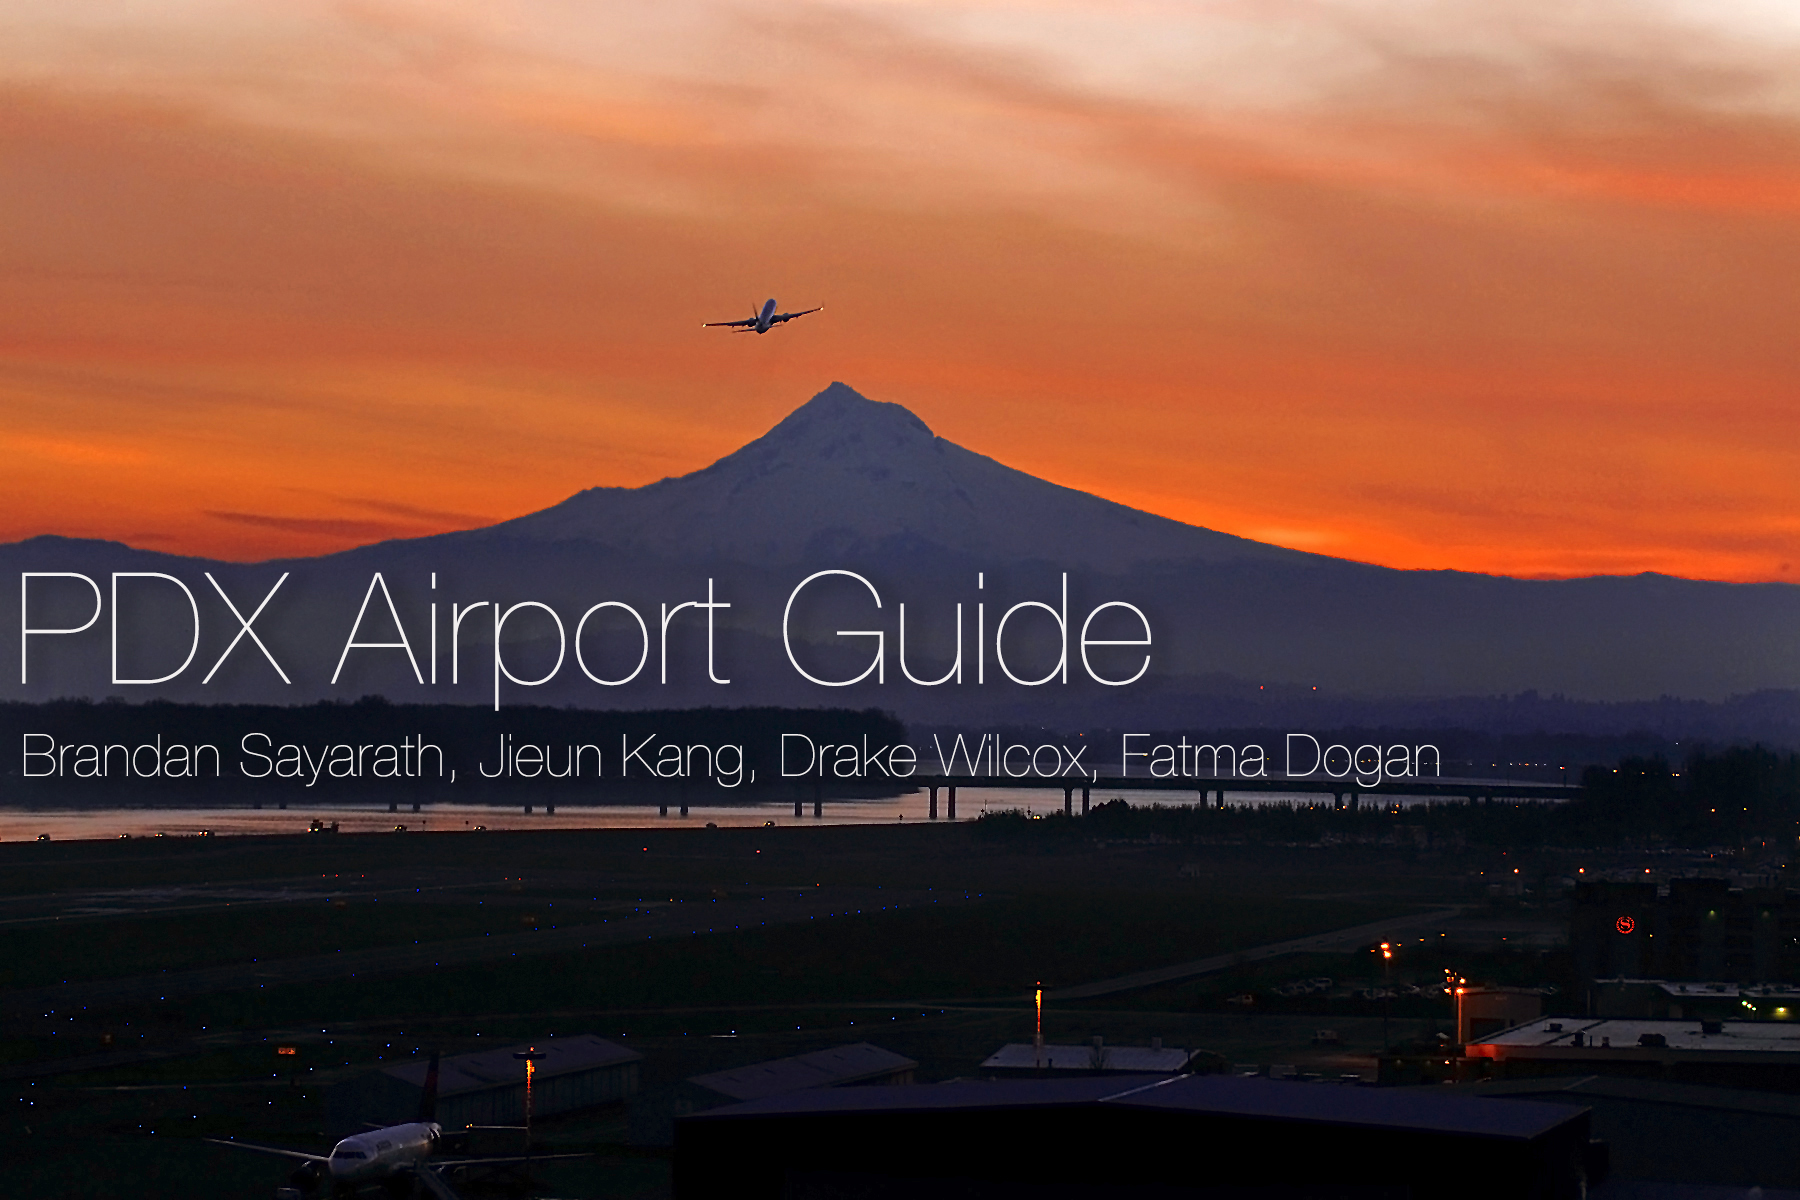 PDX Airport Guide
Brandan Sayarath, Jieun Kang, Drake Wilcox, Fatma Dogan